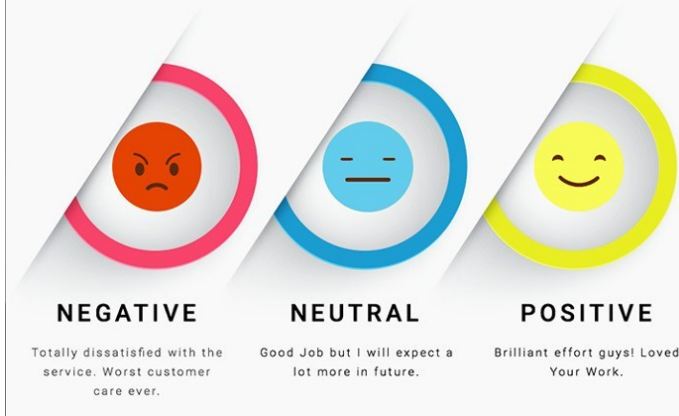 NEGATIVE
Totally dissatisfied with the
service. Worst customer
care ever.
NEUTRAL
Good Job but I will expect a
lot more in future.
POSITIVE
Brilliant effort guys! Loved
Your Work.